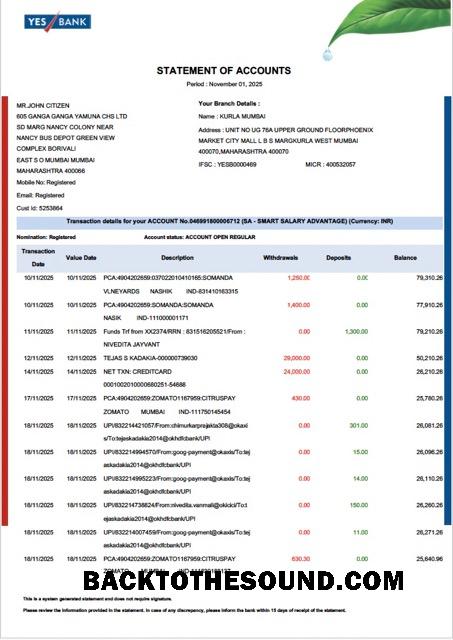 YES BANK
STATEMENT OF ACCOUNTS
Period : November 01, 2025
MR.JOHN CITIZEN
605 GANGA GANGA YAMUNA CHS LTD
SD MARG NANCY COLONY NEAR
NANCY BUS DEPOT GREEN VIEW
COMPLEX BORIVALI
EAST S O MUMBAI MUMBAI
MAHARASHTRA 400066
Mobile No: Registered
Email: Registered
Cust Id: 5253864
Your Branch Details :
Name : KURLA MUMBAI
Address : UNIT NO UG 76A UPPER GROUND FLOORPHOENIX
MARKET CITY MALL L B S MARGKURLA WEST MUMBAI
400070,MAHARASHTRA 400070
IFSC : YESB0000469 MICR : 400532057
Transaction details for your ACCOUNT No.046991800006712 (SA - SMART SALARY ADVANTAGE) (Currency: INR)
Nomination: Registered Account status: ACCOUNT OPEN REGULAR
Transaction Date Value Date Description Withdrawals Deposits Balance
10/11/2025 10/11/2025 PCA:4904202659:037022010410165:SOMANDA 1,250.00 0.00 79,310.26
VLNEYARDS NASHIK IND-831410163315
10/11/2025 10/11/2025 PCA:4904202659:SOMANDA:SOMANDA 1,400.00 0.00 77,910.26
NASIK IND-111000001171
11/11/2025 11/11/2025 Funds Trf from XX2374/RRN : 831516205521/From : 0.00 1,300.00 79,210.26
NIVEDITA JAYVANT
12/11/2025 12/11/2025 TEJAS S KADAKIA-000000739030 29,000.00 0.00 50,210.26
14/11/2025 14/11/2025 NET TXN: CREDITCARD 24,000.00 0.00 26,210.26
0001002010000680251-54686
17/11/2025 17/11/2025 PCA:4904202659:ZOMATO1167959:CITRUSPAY 430.00 0.00 25,780.26
ZOMATO MUMBAI IND-111750145454
18/11/2025 18/11/2025 UPI/832214421057/From:chimurkarprajakta308@okaxi 0.00 301.00 26,081.26
s/To:tejaskadakia2014@okhdfcbank/UPI
18/11/2025 18/11/2025 UPI/832214994570/From:goog-payment@okaxis/To:tej 0.00 15.00 26,096.26
askadakia2014@okhdfcbank/UPI
18/11/2025 18/11/2025 UPI/832214995223/From:goog-payment@okaxis/To:tej 0.00 14.00 26,110.26
askadakia2014@okhdfcbank/UPI
18/11/2025 18/11/2025 UPI/832214738624/From:nivedita.vanmali@okicici/To:t 0.00 150.00 26,260.26
ejaskadakia2014@okhdfcbank/UPI
18/11/2025 18/11/2025 UPI/832214007459/From:goog-payment@okaxis/To:tej 0.00 11.00 26,271.26
askadakia2014@okhdfcbank/UPI
18/11/2025 18/11/2025 PCA:4904202659:ZOMATO1167959:CITRUSPAY 630.30 0.00 25,640.96
ZOMATO MUMBAI
BACKTOTHESOUND.COM
This is a system generated statement and does not require signature.
Please review the information provided in the statement. In case of any discrepancy, please inform the bank within 15 days of receipt of the statement.